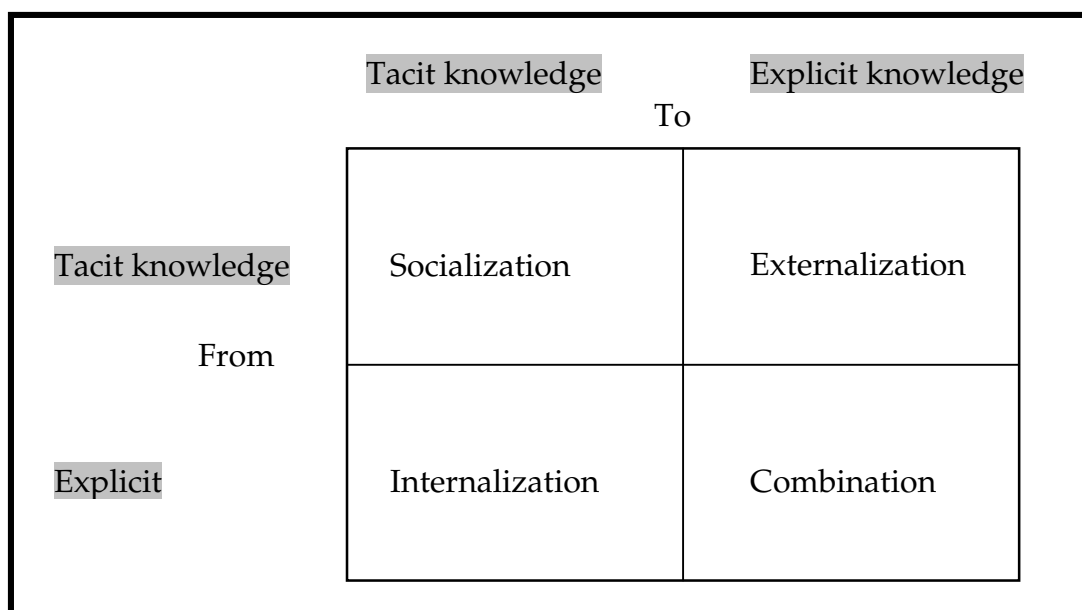 Tacit knowledge Explicit knowledge
To
Tacit knowledge Socialization Externalization
From
Explicit Internalization Combination